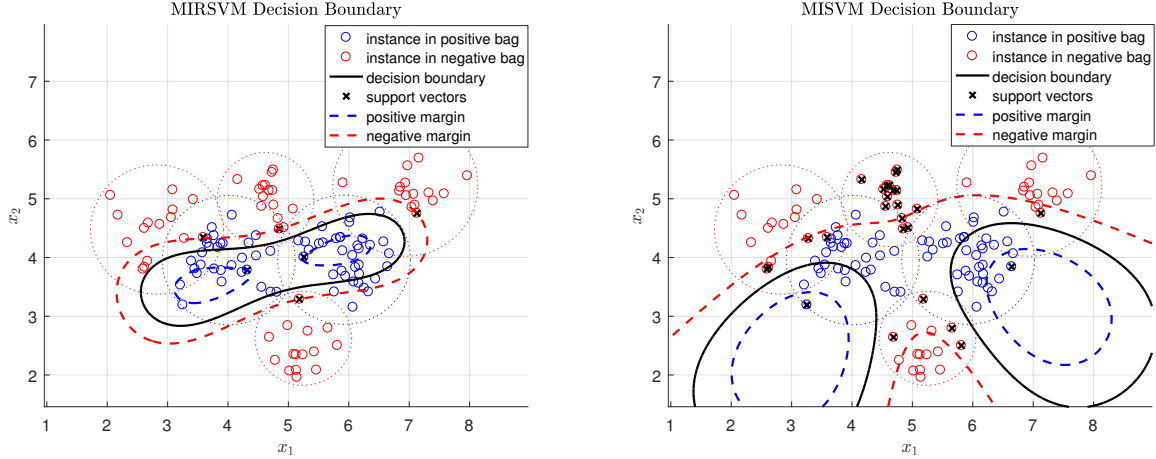 MIRSVM Decision Boundary
instance in positive bag
instance in negative bag
decision boundary
support vectors
positive margin
negative margin
7
6
5
4
3
2
x₂
1 2 3 4 5 6 7 8
x₁
MISVM Decision Boundary
instance in positive bag
instance in negative bag
decision boundary
support vectors
positive margin
negative margin
7
6
5
4
3
2
x₂
1 2 3 4 5 6 7 8
x₁